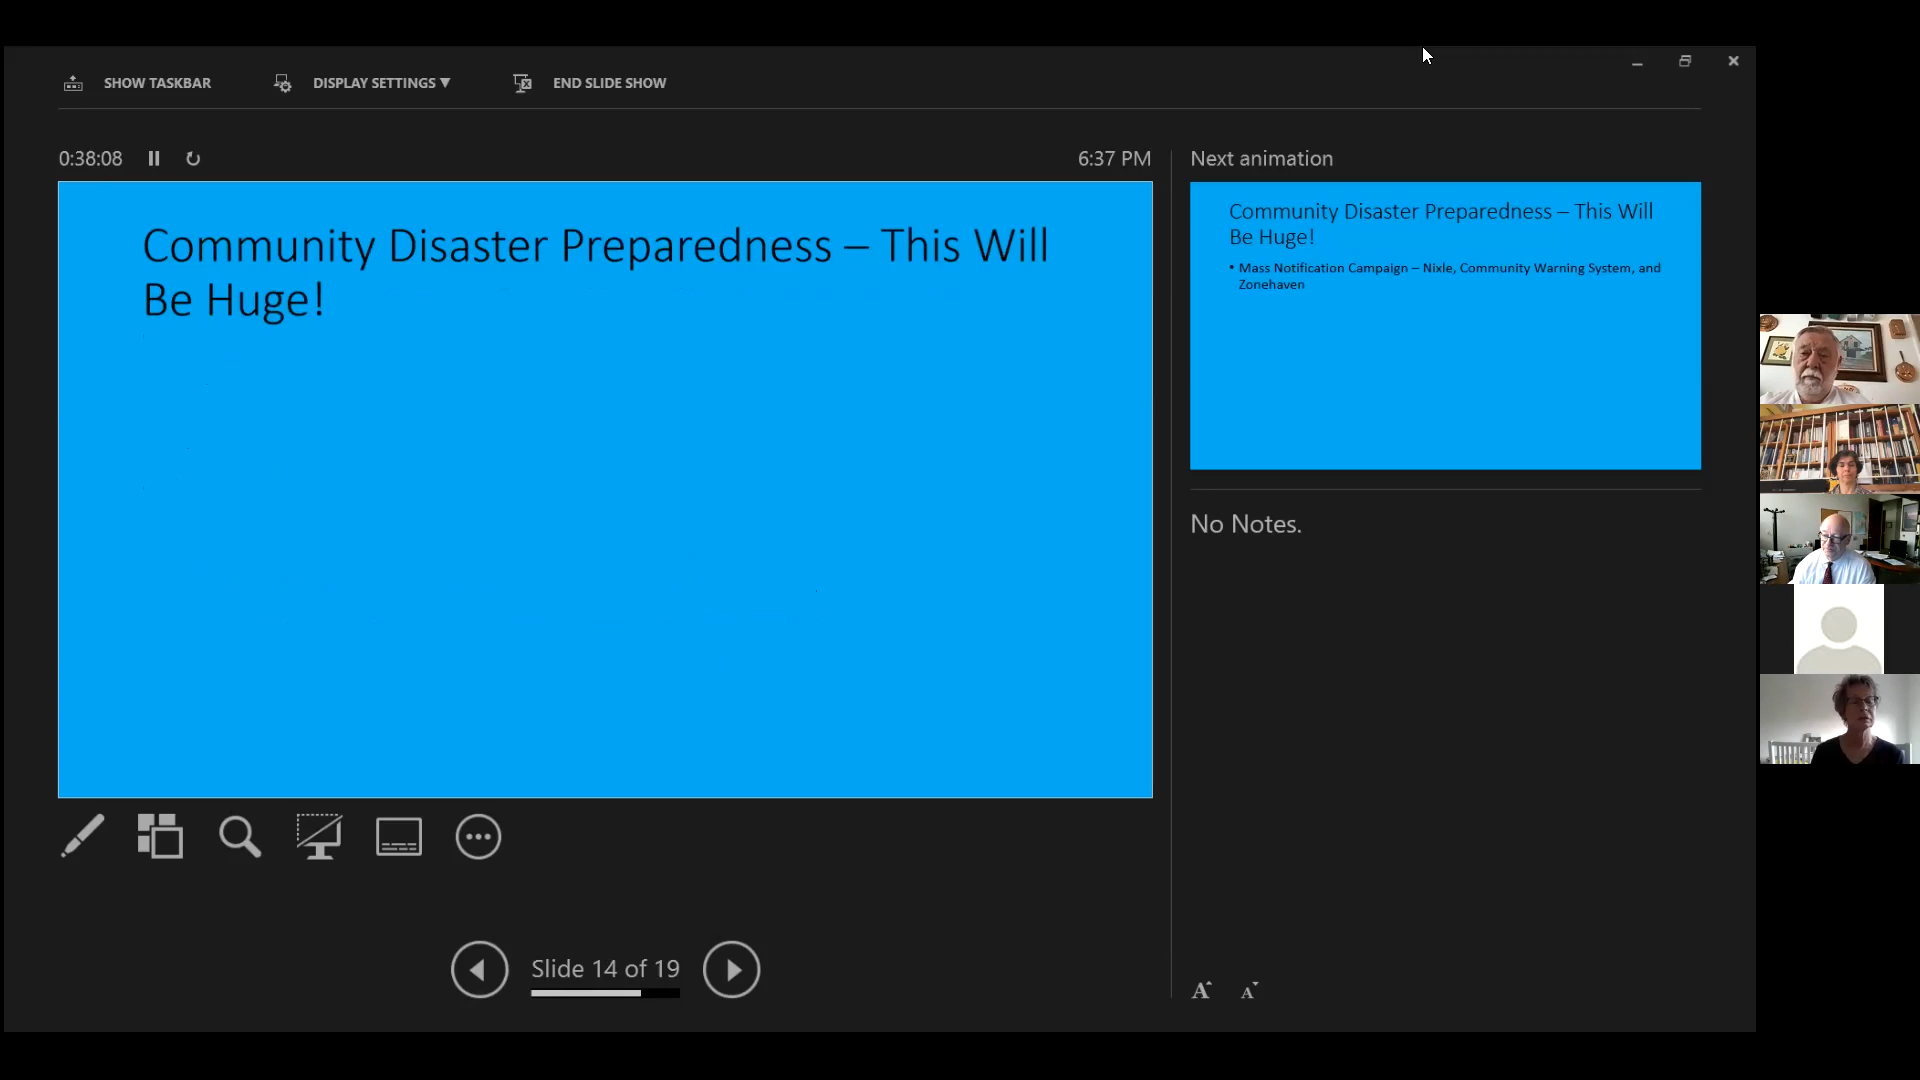 SHOW TASKBAR
DISPLAY SETTINGS ▼
END SLIDE SHOW
0:38:08
6:37 PM
Community Disaster Preparedness – This Will
Be Huge!
Next animation
Community Disaster Preparedness – This Will
Be Huge!
• Mass Notification Campaign – Nixle, Community Warning System, and
Zonehaven
No Notes.
Slide 14 of 19
A A